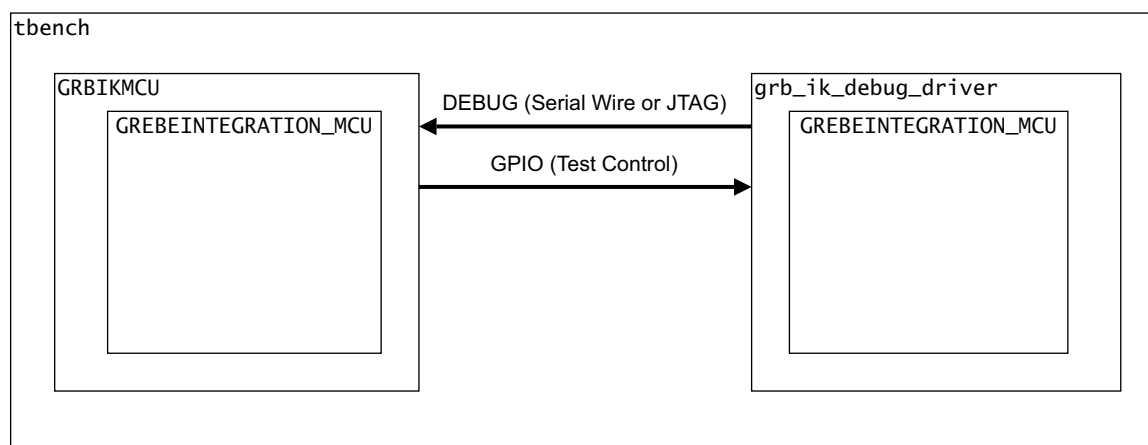 tbench
GRBIKMCU
grb_ik_debug_driver
DEBUG (Serial Wire or JTAG)
GREBEINTEGRATION_MCU
GREBEINTEGRATION_MCU
GPIO (Test Control)